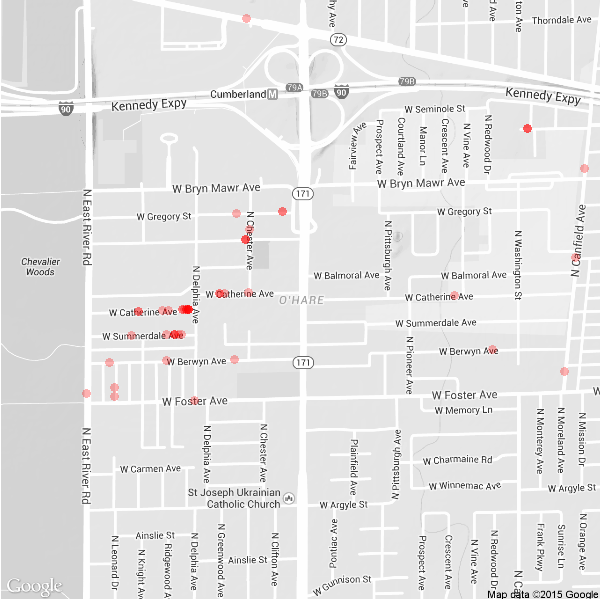 hy Ave
Thorndale Ave
72
79A
79B
Cumberland M
79B
90
Kennedy Expy
90
Kennedy Expy
W Seminole St
Fairview Ave
Prospect Ave
Courtland Ave
Manor Ln
Crescent Ave
N Vine Ave
N Redwood Dr
W Bryn Mawr Ave
171
W Bryn Mawr Ave
N East River Rd
W Gregory St
N Chester Ave
N Pittsburgh Ave
W Gregory St
N Canfield Ave
N Washington St
Chevalier
Woods
N Delphia Ave
W Balmoral Ave
W Balmoral Ave
W Catherine Ave
O'HARE
W Catherine Ave
W Catherine Ave
W Summerdale Ave
W Summerdale Ave
N Pioneer Ave
W Berwyn Ave
171
W Berwyn Ave
W Foster Ave
W Foster Ave
W Memory Ln
N East River Rd
N Delphia Ave
N Chester Ave
Plainfield Ave
N Pittsburgh Ave
N Monterey Ave
N Moreland Ave
N Mission Dr
W Carmen Ave
W Charmaine Rd
W Winnemac Ave
W Argyle St
St Joseph Ukrainian
Catholic Church
W Argyle St
Ainslie St
Ainslie St
N Leonard Dr
N Knight Av
Ridgewood A
N Delphia Av
N Greenwood Ave
N Clifton Ave
Pontiac Ave
Prospect Ave
Crescent Ave
N Vine Ave
N Redwood Dr
N Ca
Frank Pkwy
Sunrise Ln
N Orange Ave
W Gunnison St
Google
Map data ©2015 Google